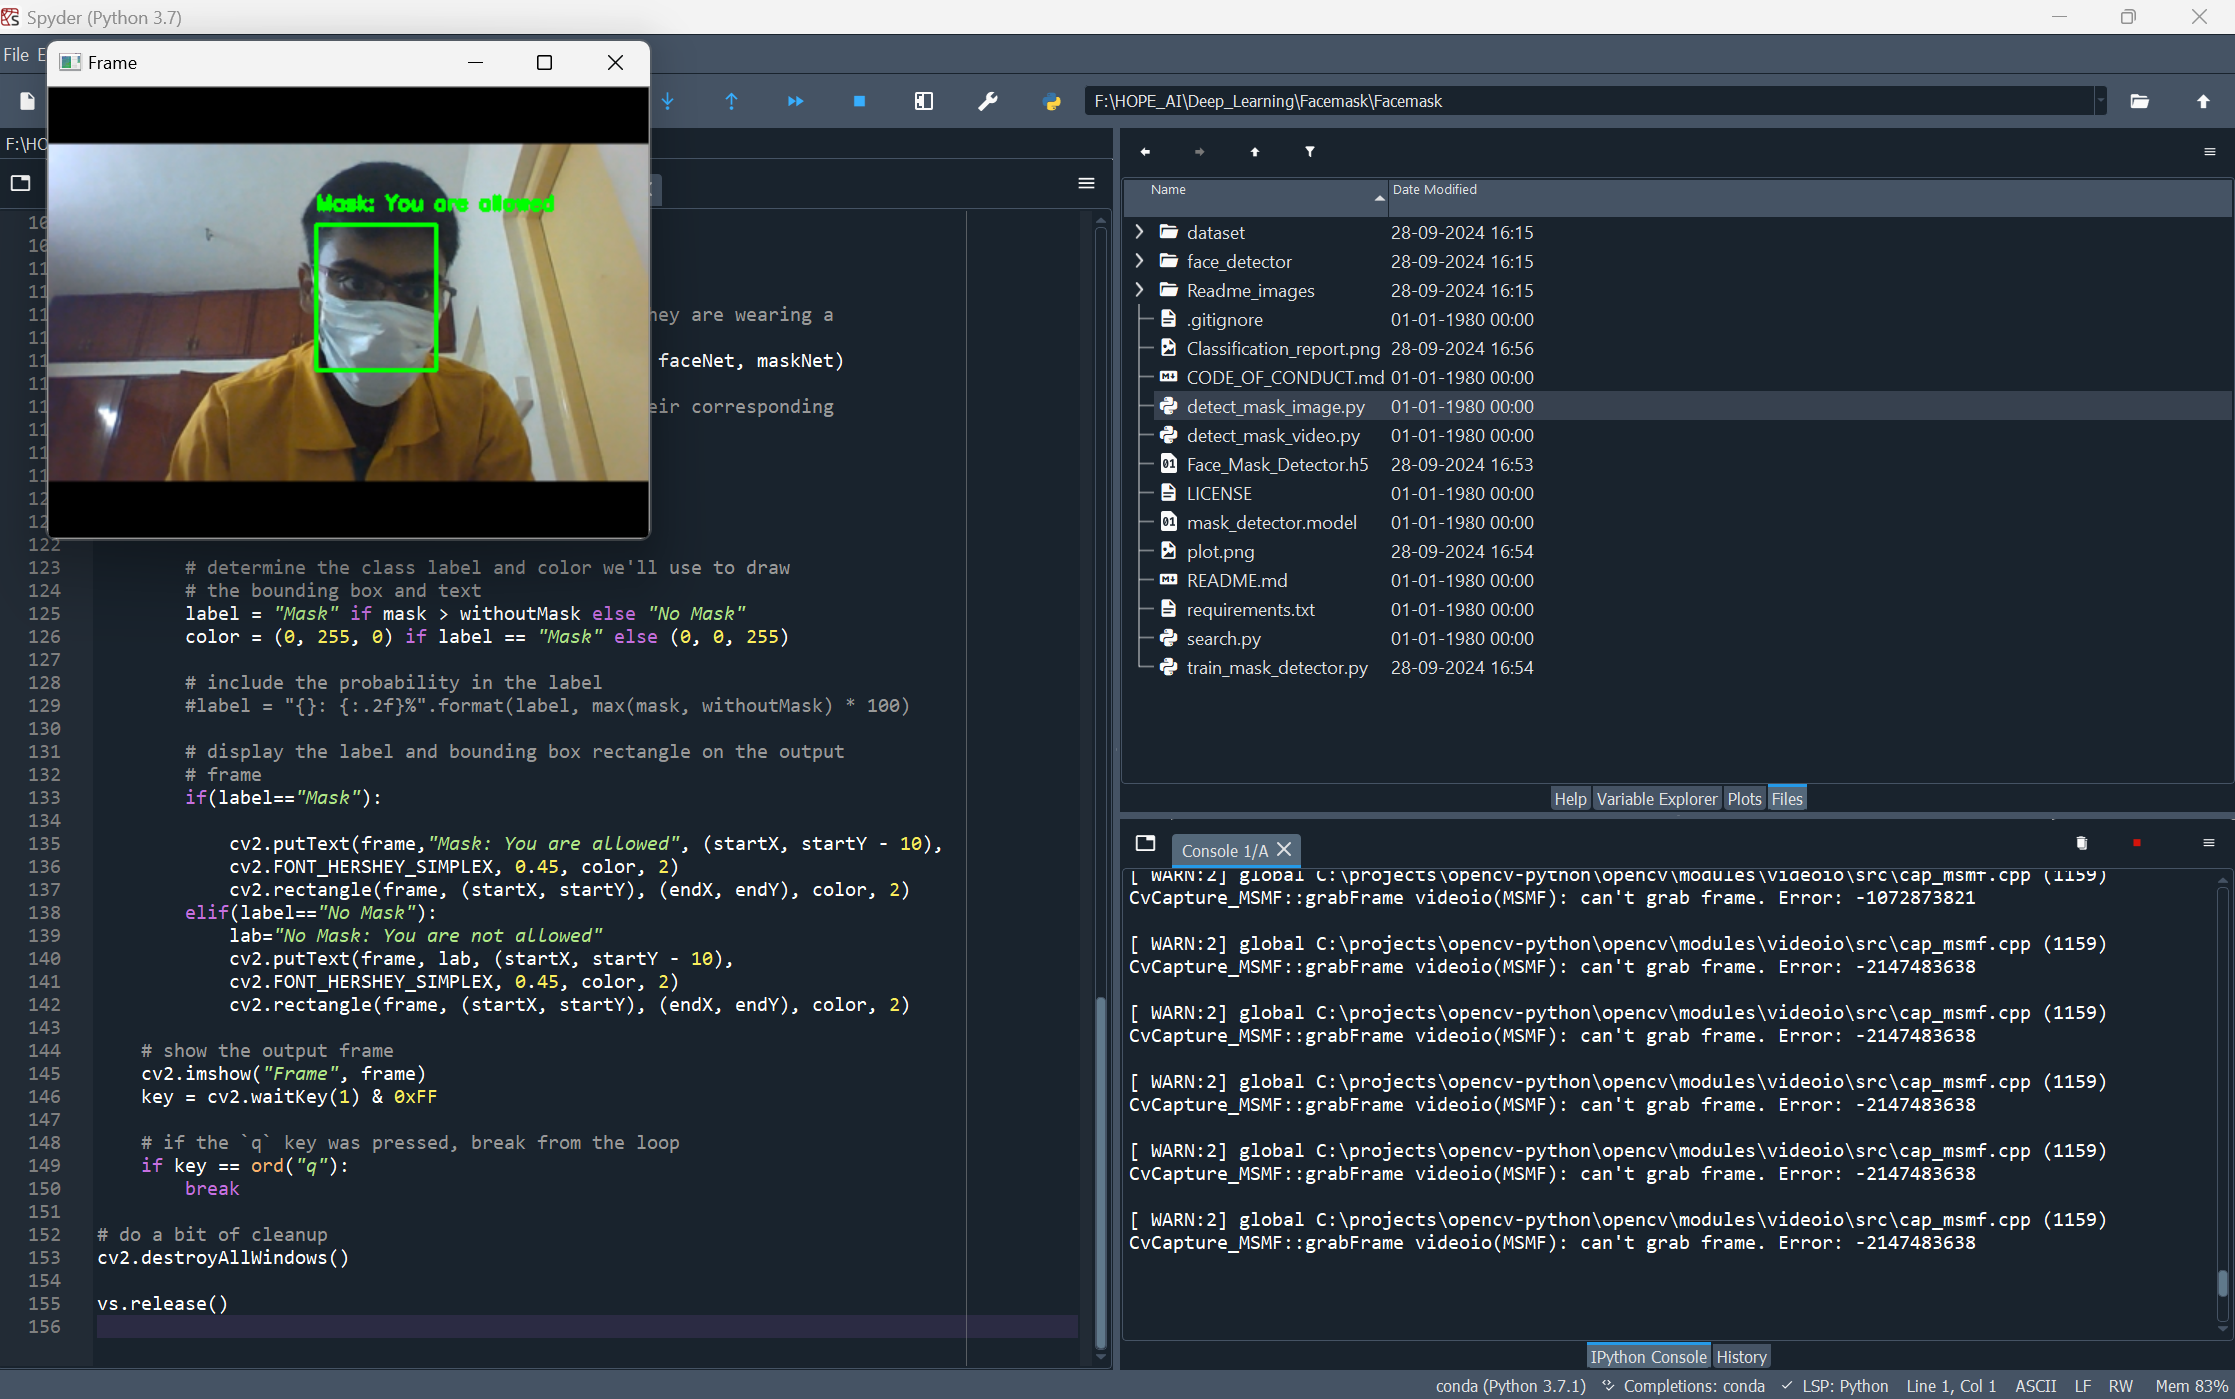 Spyder (Python 3.7)
File E
Frame
F:\HOPE_AI\Deep_Learning\Facemask\Facemask
F:\HO
Mask: You are allowed
hey are wearing a
faceNet, maskNet)
eir corresponding
122
123 # determine the class label and color we'll use to draw
124 # the bounding box and text
125 label = "Mask" if mask > withoutMask else "No Mask"
126 color = (0, 255, 0) if label == "Mask" else (0, 0, 255)
127
128 # include the probability in the label
129 #label = "{}: {:.2f}%".format(label, max(mask, withoutMask) * 100)
130
131 # display the label and bounding box rectangle on the output
132 # frame
133 if(label=="Mask"):
134
135 cv2.putText(frame,"Mask: You are allowed", (startX, startY - 10),
136 cv2.FONT_HERSHEY_SIMPLEX, 0.45, color, 2)
137 cv2.rectangle(frame, (startX, startY), (endX, endY), color, 2)
138 elif(label=="No Mask"):
139 lab="No Mask: You are not allowed"
140 cv2.putText(frame, lab, (startX, startY - 10),
141 cv2.FONT_HERSHEY_SIMPLEX, 0.45, color, 2)
142 cv2.rectangle(frame, (startX, startY), (endX, endY), color, 2)
143
144 # show the output frame
145 cv2.imshow("Frame", frame)
146 key = cv2.waitKey(1) & 0xFF
147
148 # if the `q` key was pressed, break from the loop
149 if key == ord("q"):
150 break
151
152 # do a bit of cleanup
153 cv2.destroyAllWindows()
154
155 vs.release()
156
Name Date Modified
dataset 28-09-2024 16:15
face_detector 28-09-2024 16:15
Readme_images 28-09-2024 16:15
.gitignore 01-01-1980 00:00
Classification_report.png 28-09-2024 16:56
CODE_OF_CONDUCT.md 01-01-1980 00:00
detect_mask_image.py 01-01-1980 00:00
detect_mask_video.py 01-01-1980 00:00
Face_Mask_Detector.h5 28-09-2024 16:53
LICENSE 01-01-1980 00:00
mask_detector.model 01-01-1980 00:00
plot.png 28-09-2024 16:54
README.md 01-01-1980 00:00
requirements.txt 01-01-1980 00:00
search.py 01-01-1980 00:00
train_mask_detector.py 28-09-2024 16:54
Help Variable Explorer Plots Files
Console 1/A
[ WARN:2] global C:\projects\opencv-python\opencv\modules\videoio\src\cap_msmf.cpp (1159)
CvCapture_MSMF::grabFrame videoio(MSMF): can't grab frame. Error: -1072873821
[ WARN:2] global C:\projects\opencv-python\opencv\modules\videoio\src\cap_msmf.cpp (1159)
CvCapture_MSMF::grabFrame videoio(MSMF): can't grab frame. Error: -2147483638
[ WARN:2] global C:\projects\opencv-python\opencv\modules\videoio\src\cap_msmf.cpp (1159)
CvCapture_MSMF::grabFrame videoio(MSMF): can't grab frame. Error: -2147483638
[ WARN:2] global C:\projects\opencv-python\opencv\modules\videoio\src\cap_msmf.cpp (1159)
CvCapture_MSMF::grabFrame videoio(MSMF): can't grab frame. Error: -2147483638
[ WARN:2] global C:\projects\opencv-python\opencv\modules\videoio\src\cap_msmf.cpp (1159)
CvCapture_MSMF::grabFrame videoio(MSMF): can't grab frame. Error: -2147483638
[ WARN:2] global C:\projects\opencv-python\opencv\modules\videoio\src\cap_msmf.cpp (1159)
CvCapture_MSMF::grabFrame videoio(MSMF): can't grab frame. Error: -2147483638
IPython Console History
conda (Python 3.7.1) Completions: conda LSP: Python Line 1, Col 1 ASCII LF RW Mem 83%